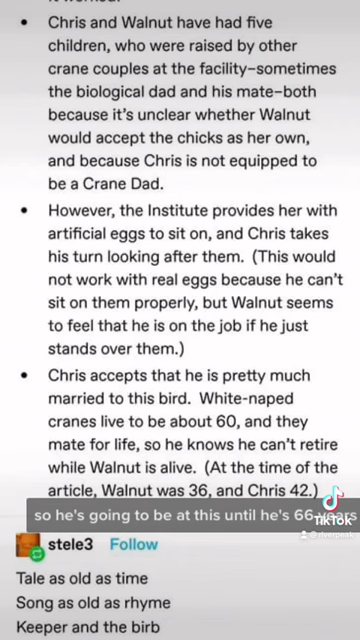 it worked.
• Chris and Walnut have had five
children, who were raised by other
crane couples at the facility–sometimes
the biological dad and his mate–both
because it's unclear whether Walnut
would accept the chicks as her own,
and because Chris is not equipped to
be a Crane Dad.
• However, the Institute provides her with
artificial eggs to sit on, and Chris takes
his turn looking after them.  (This would
not work with real eggs because he can't
sit on them properly, but Walnut seems
to feel that he is on the job if he just
stands over them.)
• Chris accepts that he is pretty much
married to this bird.  White-naped
cranes live to be about 60, and they
mate for life, so he knows he can't retire
while Walnut is alive.  (At the time of the
article, Walnut was 36, and Chris 42.)
so he's going to be at this until he's 66 years
TikTok
stele3 Follow
Tale as old as time
Song as old as rhyme
Keeper and the birb